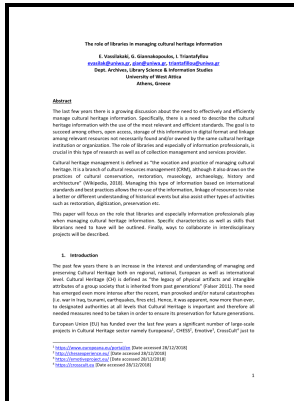 The role of libraries in managing cultural heritage information
E. Vassilakaki, G. Giannakopoulos, I. Triantafyllou
evasilak@uniwa.gr, gian@uniwa.gr, triantafillou@uniwa.gr
Dept. Archives, Library Science & Information Studies
University of West Attica
Athens, Greece
Abstract
The last few years there is a growing discussion about the need to effectively and efficiently
manage cultural heritage information. Specifically, there is a need to describe the cultural
heritage information with the use of the most relevant and efficient standards. The goal is to
succeed among others, open access, storage of this information in digital format and linkage
among relevant resources not necessarily found and/or owned by the same cultural heritage
institution or organization. The role of libraries and especially of information professionals, is
crucial in this type of research as well as of collection management and services provider.
Cultural heritage management is defined as "the vocation and practice of managing cultural
heritage. It is a branch of cultural resources management (CRM), although it also draws on the
practices of cultural conservation, restoration, museology, archaeology, history and
architecture" (Wikipedia, 2018). Managing this type of information based on international
standards and best practices allows the re-use of the information, linkage of resources to raise
a better or different understanding of historical events but also assist other types of activities
such as restoration, digitization, preservation etc.
This paper will focus on the role that libraries and especially information professionals play
when managing cultural heritage information. Specific characteristics as well as skills that
librarians need to have will be outlined. Finally, ways to collaborate in interdisciplinary
projects will be described.
1. Introduction
The past few years there is an increase in the interest and understanding of managing and
preserving Cultural Heritage both on regional, national, European as well as international
level. Cultural Heritage (CH) is defined as "the legacy of physical artifacts and intangible
attributes of a group society that is inherited from past generations" (Feder 2011). The need
has emerged even more intense after the recent, man provoked and/or natural catastrophes
(i.e. war in Iraq, tsunami, earthquakes, fires etc). Hence, it was apparent, now more than ever,
to designated authorities at all levels that Cultural Heritage is important and therefore all
needed measures need to be taken in order to ensure its preservation for future generations.
European Union (EU) has funded over the last few years a significant number of large-scale
projects in Cultural Heritage sector namely Europeana1, CHESS2, Emotive3, CrossCult4 just to
1 https://www.europeana.eu/portal/en [Date accessed 28/12/2018]
2 http://chessexperience.eu/ [Date accessed 28/12/2018]
3 https://emotiveproject.eu/ [Date accessed 28/12/2018]
4 https://crosscult.eu [Date accessed 28/12/2018]
1